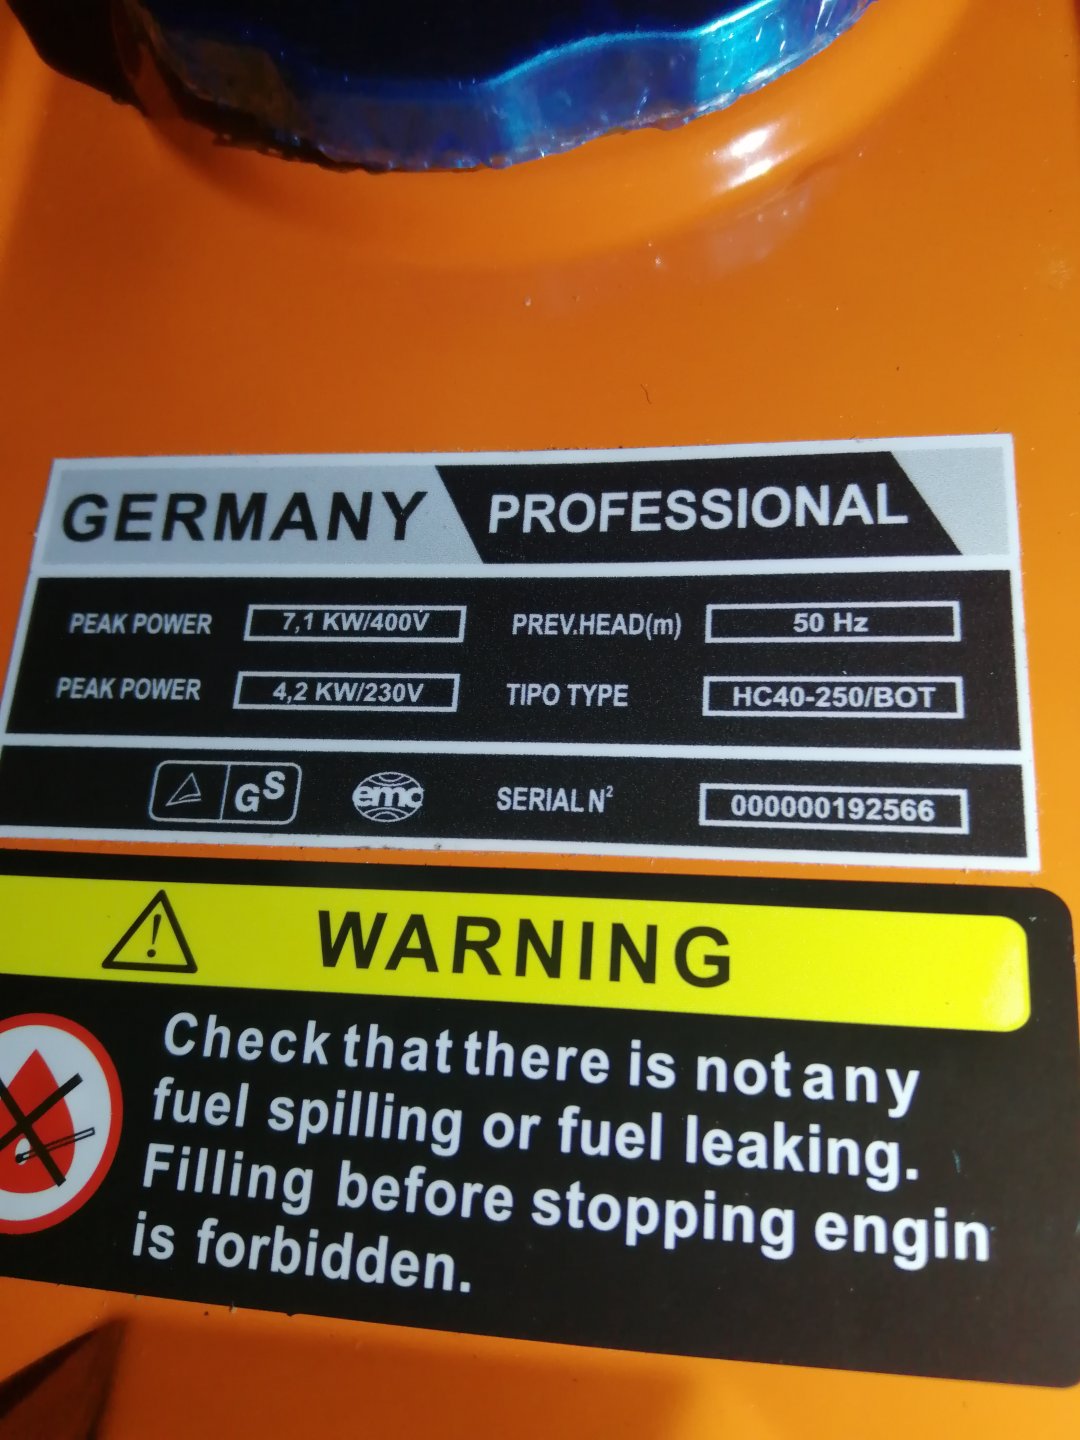 GERMANY PROFESSIONAL
PEAK POWER 7,1 KW/400V PREV.HEAD(m) 50 Hz
PEAK POWER 4,2 KW/230V TIPO TYPE HC40-250/BOT
GS emc SERIAL N² 000000192566
WARNING
Check that there is not any
fuel spilling or fuel leaking.
Filling before stopping engin
is forbidden.